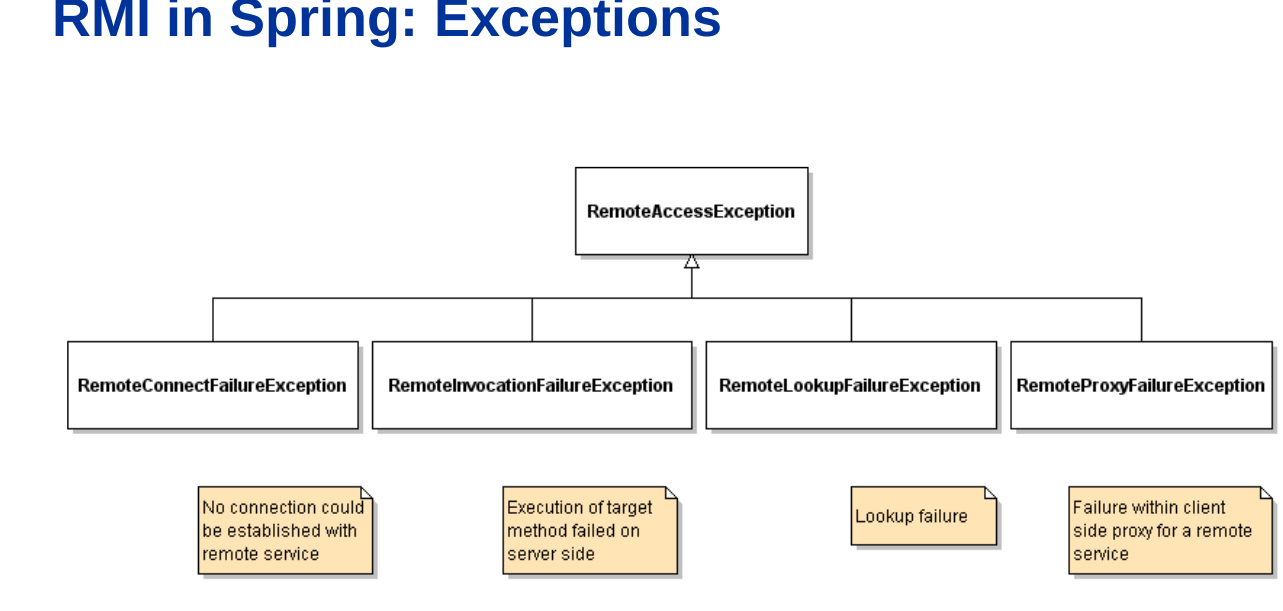 RMI in Spring: Exceptions
RemoteAccessException
RemoteConnectFailureException
RemoteInvocationFailureException
RemoteLookupFailureException
RemoteProxyFailureException
No connection could
be established with
remote service
Execution of target
method failed on
server side
Lookup failure
Failure within client
side proxy for a remote
service